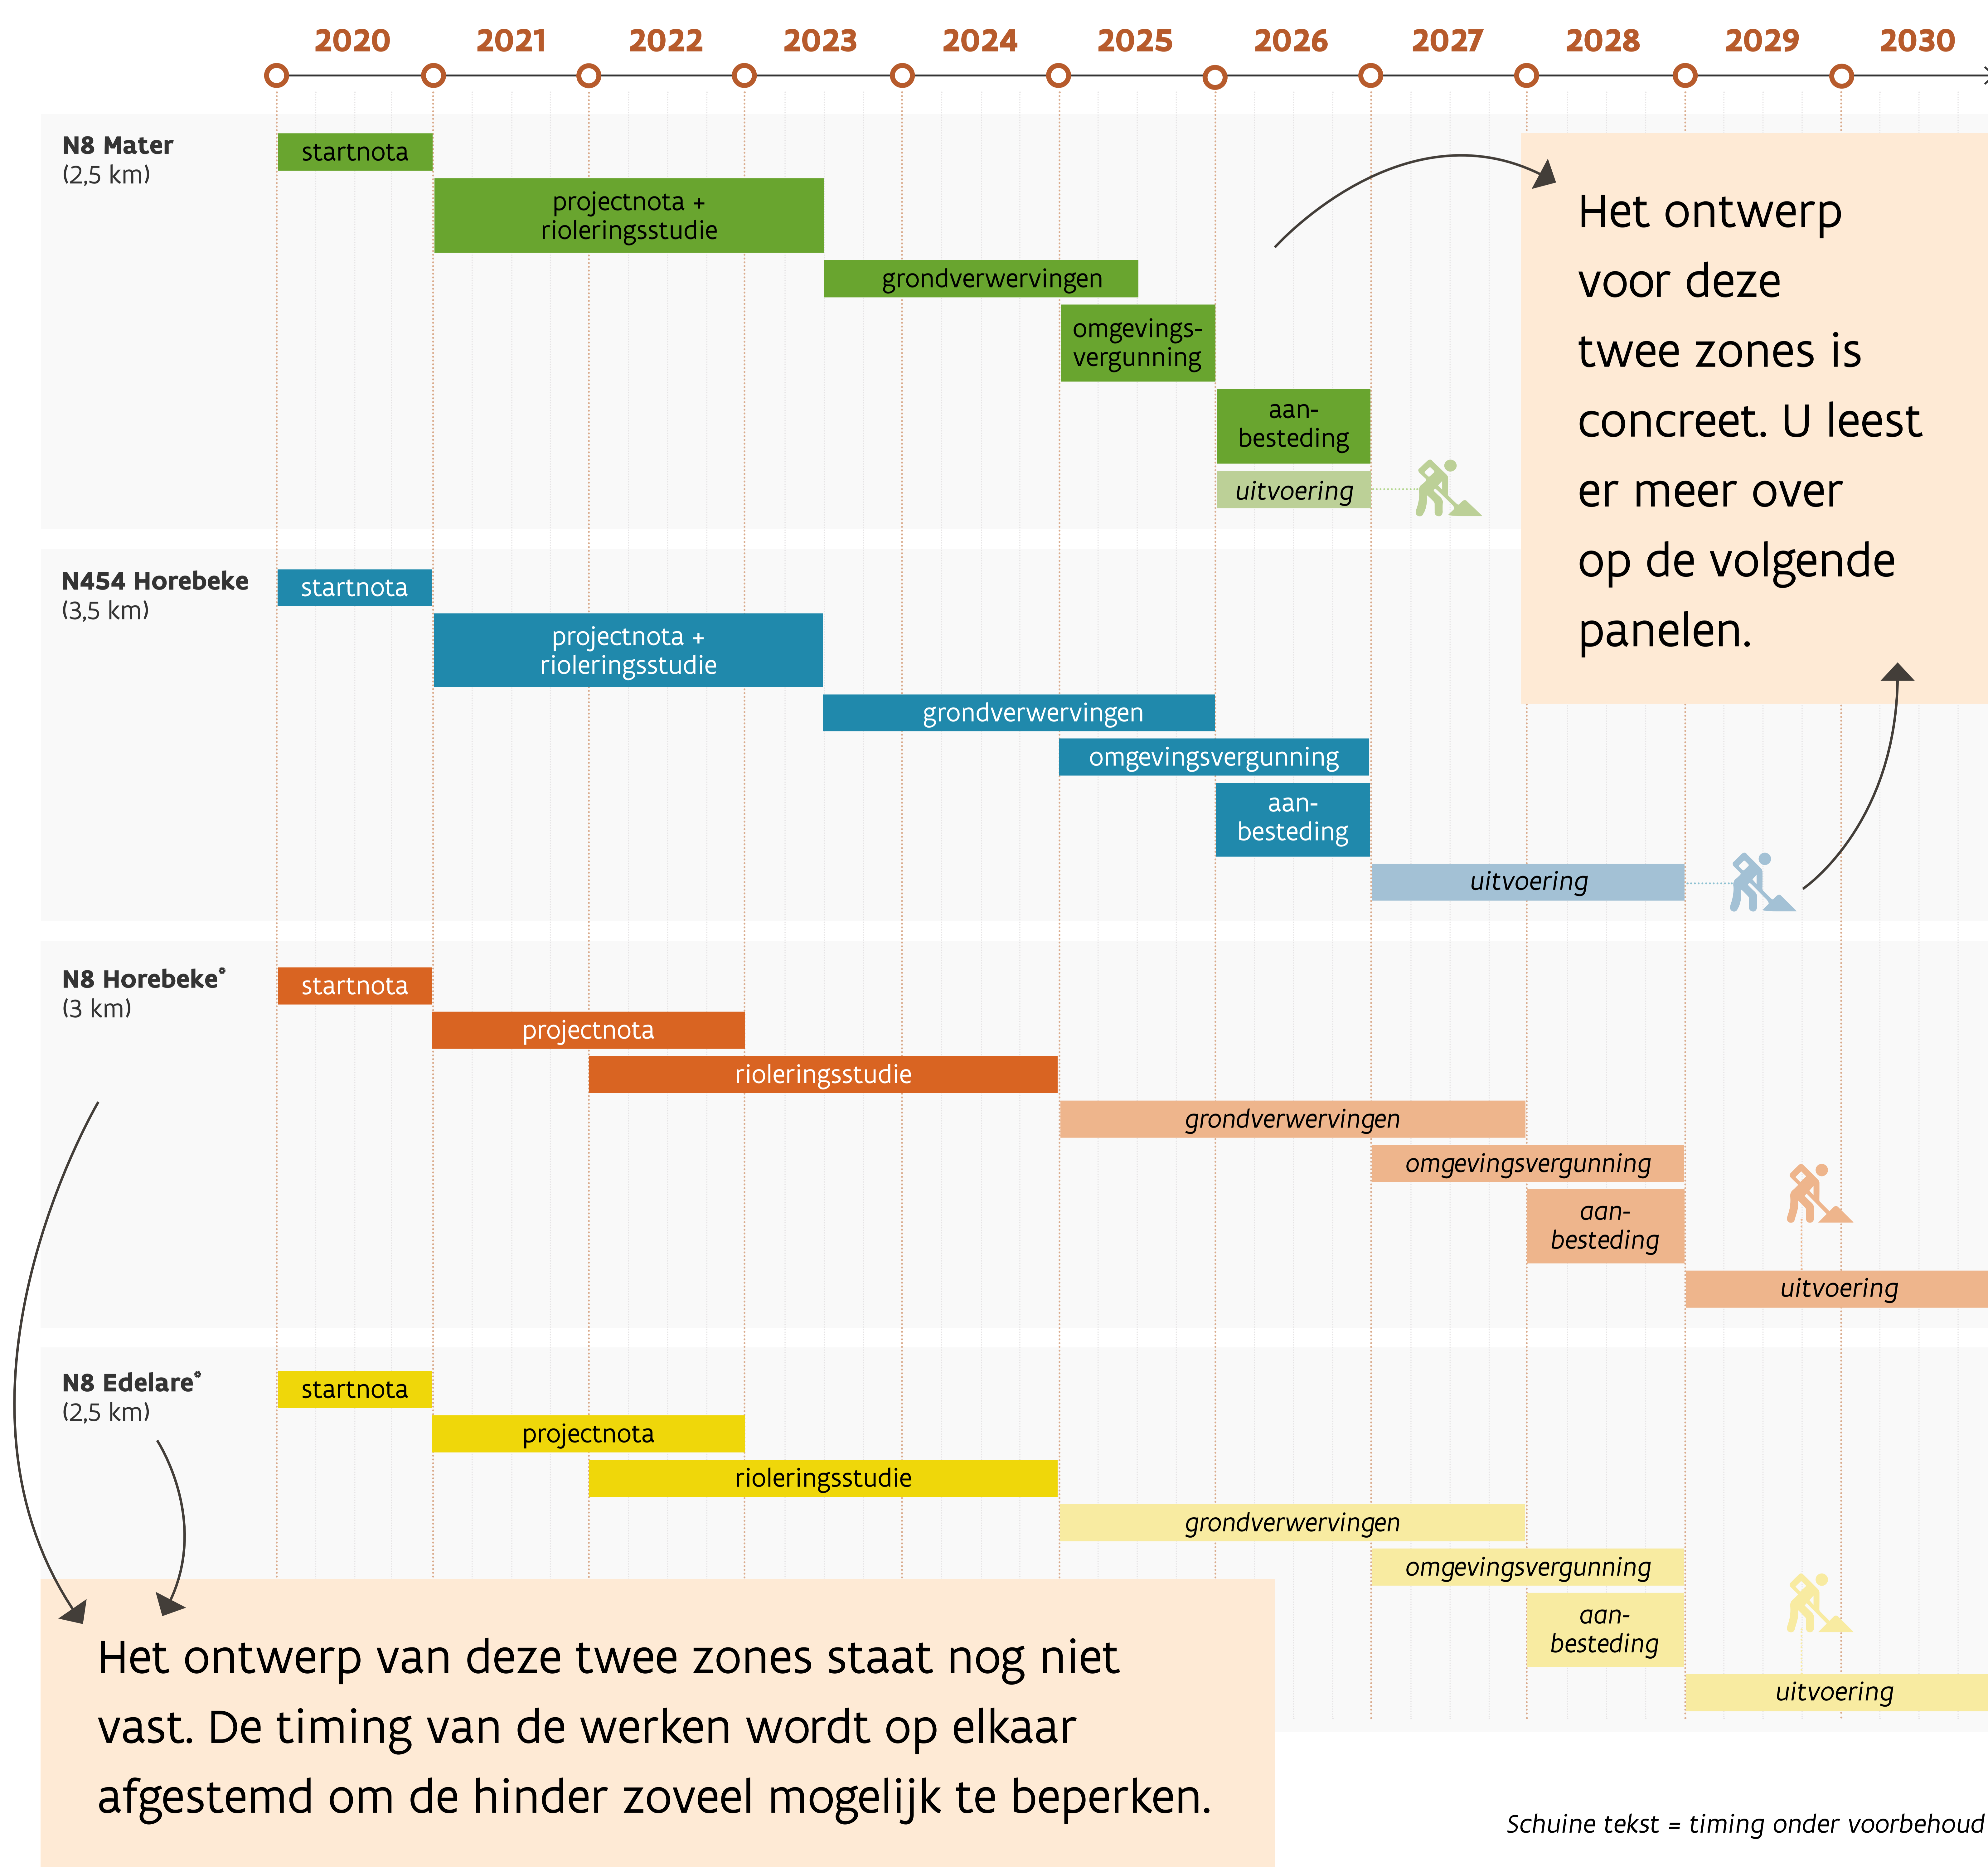 2020 2021 2022 2023 2024 2025 2026 2027 2028 2029 2030
N8 Mater
(2,5 km)
startnota
projectnota +
rioleringsstudie
grondverwervingen
omgevings-
vergunning
aan-
besteding
uitvoering
Het ontwerp
voor deze
twee zones is
concreet. U leest
er meer over
op de volgende
panelen.
N454 Horebeke
(3,5 km)
startnota
projectnota +
rioleringsstudie
grondverwervingen
omgevingsvergunning
aan-
besteding
uitvoering
N8 Horebeke*
(3 km)
startnota
projectnota
rioleringsstudie
grondverwervingen
omgevingsvergunning
aan-
besteding
uitvoering
N8 Edelare*
(2,5 km)
startnota
projectnota
rioleringsstudie
grondverwervingen
omgevingsvergunning
aan-
besteding
uitvoering
Het ontwerp van deze twee zones staat nog niet
vast. De timing van de werken wordt op elkaar
afgestemd om de hinder zoveel mogelijk te beperken.
Schuine tekst = timing onder voorbehoud